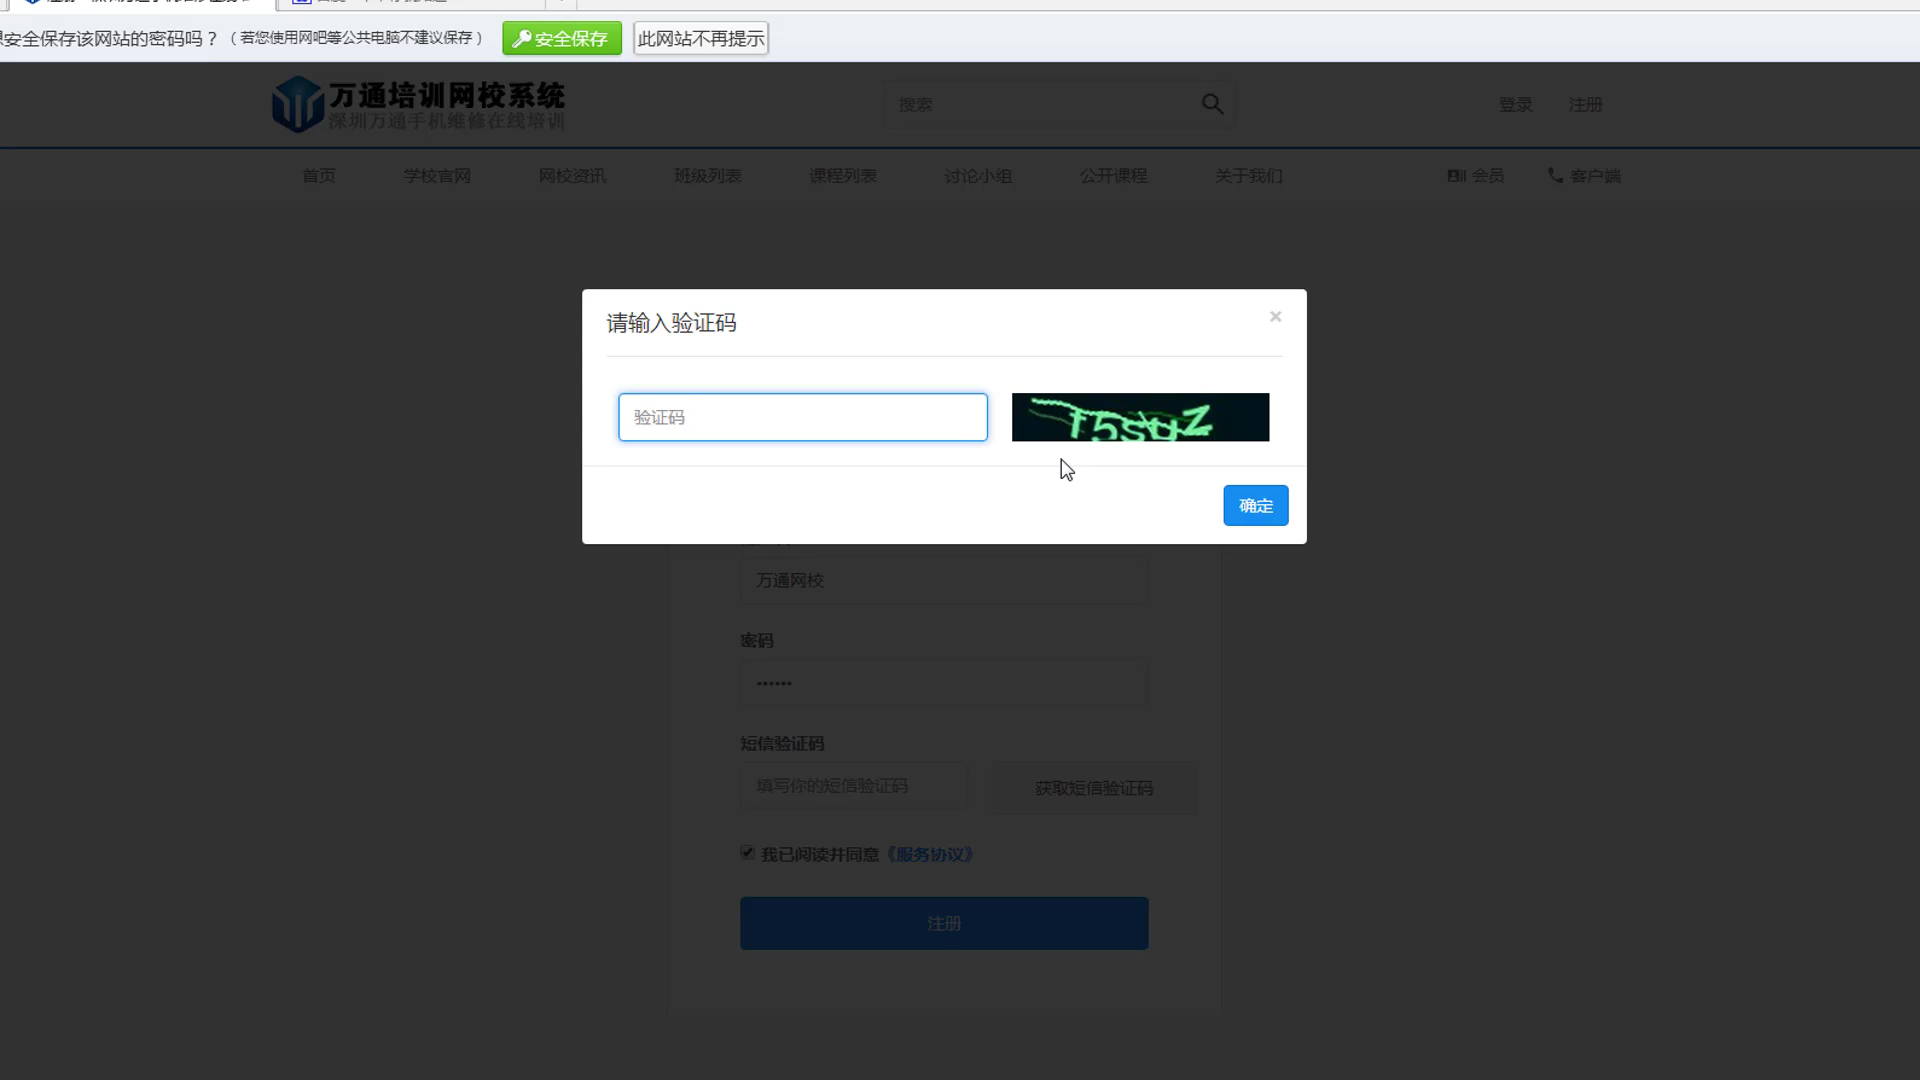 安全保存该网站的密码吗？（若您使用网吧等公共电脑不建议保存） 安全保存 此网站不再提示
万通培训网校系统
深圳万通手机维修在线培训
搜索
登录 注册
首页 学校官网 网校资讯 班级列表 课程列表 讨论小组 公开课程 关于我们 会员 客户端
请输入验证码 ×
验证码
确定
万通网校
密码
••••••
短信验证码
填写你的短信验证码 获取短信验证码
我已阅读并同意《服务协议》
注册